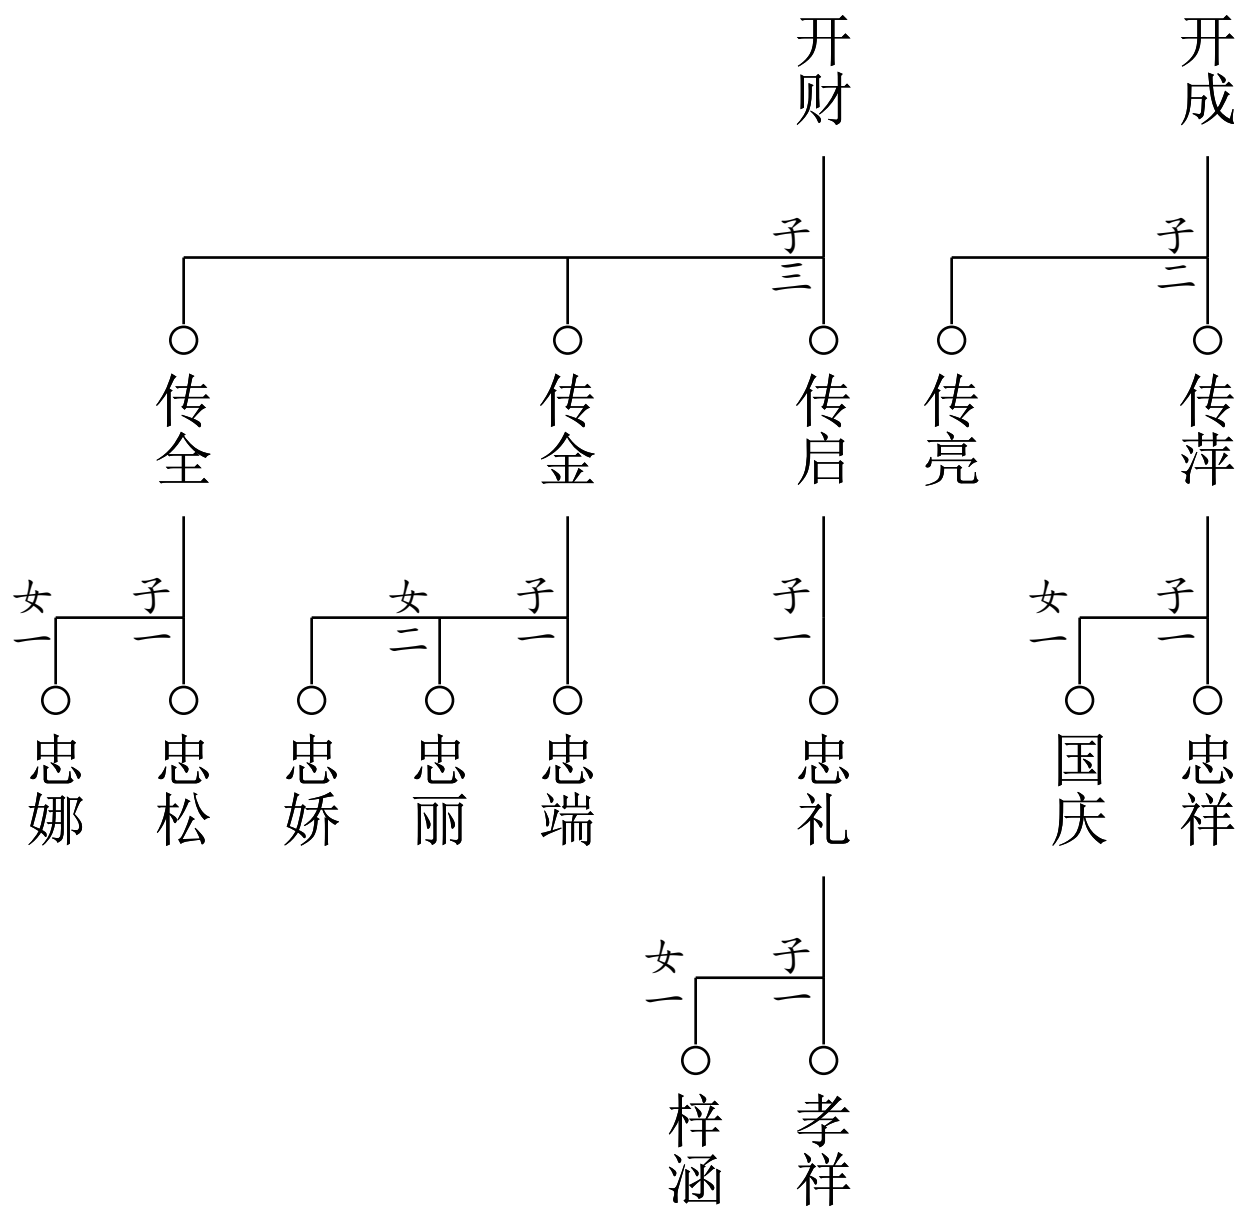 开成
开财
子二
子三
传萍
传亮
传启
传金
传全
子一
女一
子一
子一
女二
子一
女一
忠祥
国庆
忠礼
忠端
忠丽
忠娇
忠松
忠娜
子一
女一
孝祥
梓涵